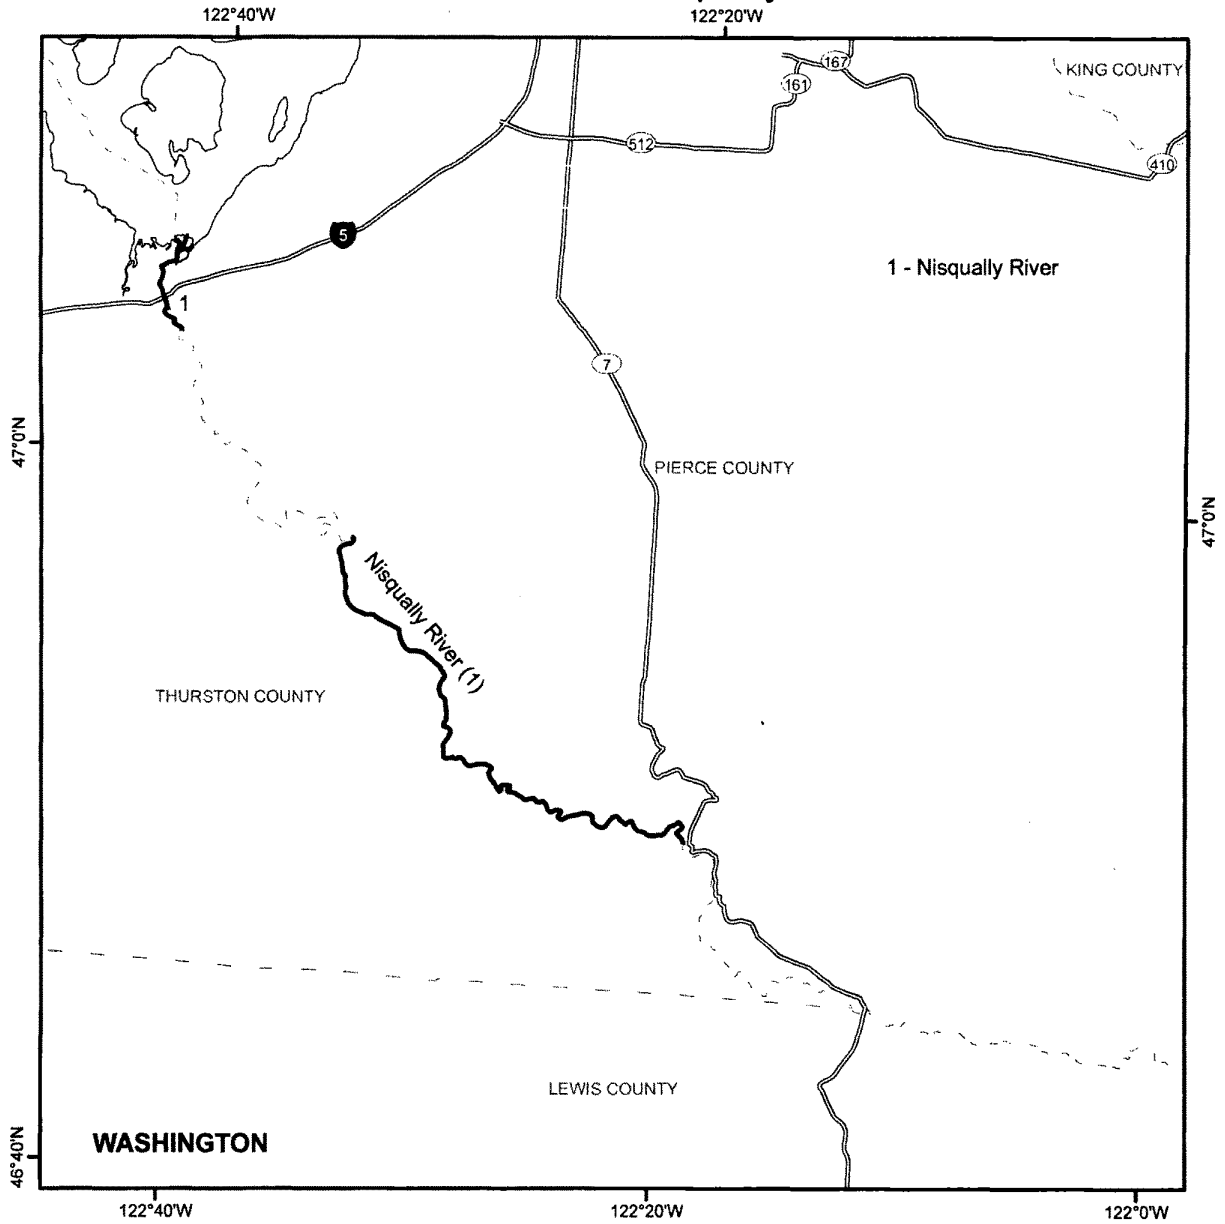 122°40'W
122°20'W
167
KING COUNTY
161
512
410
5
1 - Nisqually River
1
7
47°0'N
PIERCE COUNTY
47°0'N
Nisqually River (1)
THURSTON COUNTY
LEWIS COUNTY
WASHINGTON
46°40'N
122°40'W
122°20'W
122°0'W